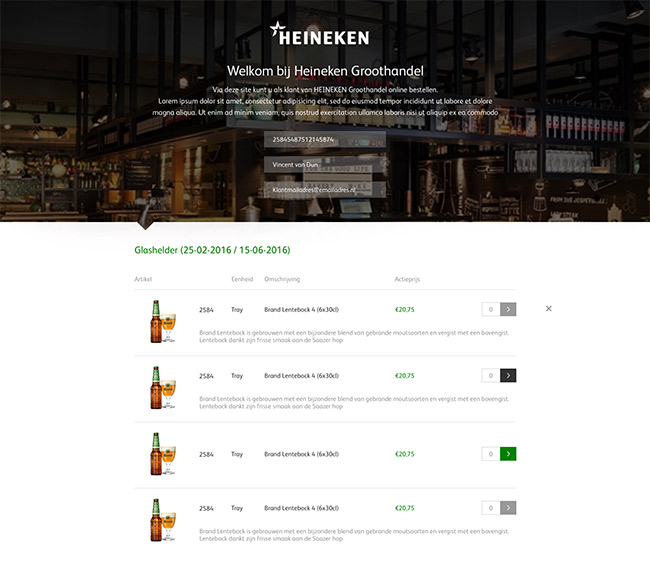 HEINEKEN
Welkom bij Heineken Groothandel
Via deze site kunt u als klant van HEINEKEN Groothandel online bestellen.
Lorem ipsum dolor sit amet, consectetur adipisicing elit, sed do eiusmod tempor incididunt ut labore et dolore
magna aliqua. Ut enim ad minim veniam, quis nostrud exercitation ullamco laboris nisi ut aliquip ex ea commodo
25845487512145874
Vincent van Dun
Klantmailadres@emailadres.nl
Glashelder (25-02-2016 / 15-06-2016)
Artikel Eenheid Omschrijving Actieprijs
2584 Tray Brand Lentebock 4 (6x30cl) €20,75 0
Brand Lentebock is gebrouwen met een bijzondere blend van gebrande moutsoorten en vergist met een bovengist.
Lentebock dankt zijn frisse smaak aan de Saazer hop
2584 Tray Brand Lentebock 4 (6x30cl) €20,75 0
Brand Lentebock is gebrouwen met een bijzondere blend van gebrande moutsoorten en vergist met een bovengist.
Lentebock dankt zijn frisse smaak aan de Saazer hop
2584 Tray Brand Lentebock 4 (6x30cl) €20,75 0
2584 Tray Brand Lentebock 4 (6x30cl) €20,75 0
Brand Lentebock is gebrouwen met een bijzondere blend van gebrande moutsoorten en vergist met een bovengist.
Lentebock dankt zijn frisse smaak aan de Saazer hop